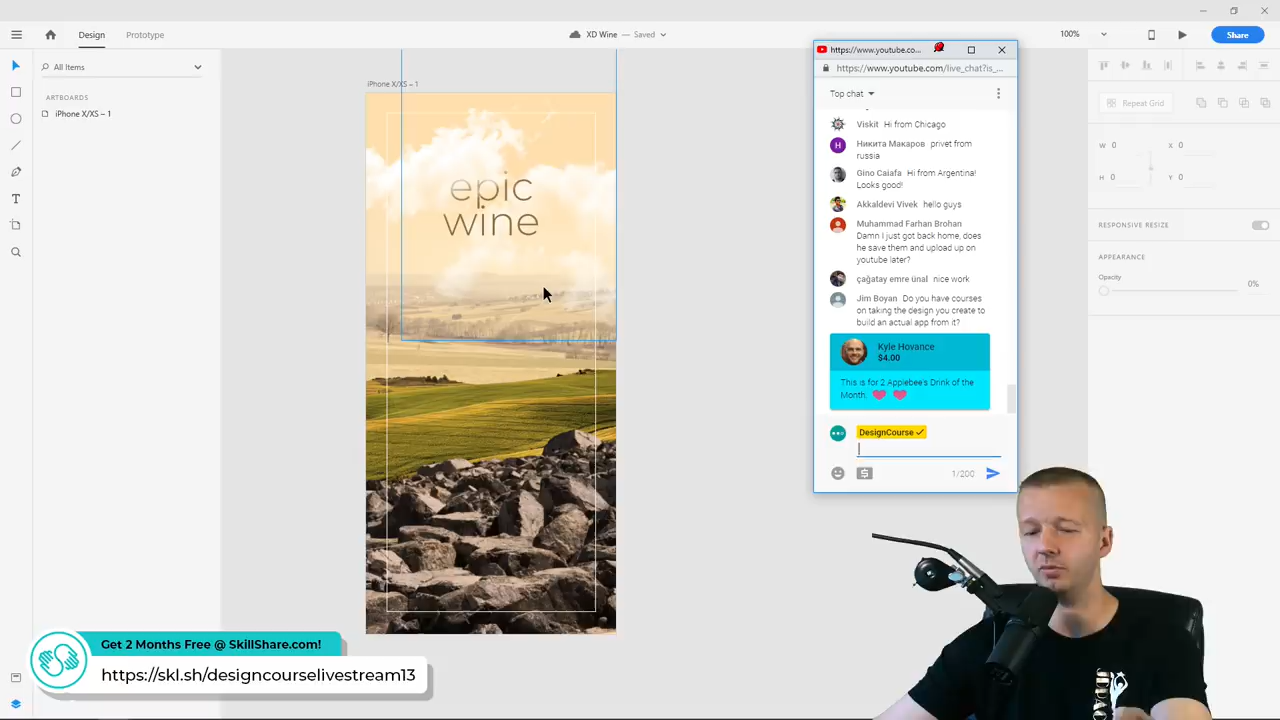 Design
Prototype
XD Wine – Saved
100%
Share
All Items
ARTBOARDS
iPhone X/XS – 1
iPhone X/XS – 1
epic
wine
https://www.youtube.co...
https://www.youtube.com/live_chat?is_...
Top chat
Viskit Hi from Chicago
Никита Макаров privet from
russia
Gino Caiafa Hi from Argentina!
Looks good!
Akkaldevi Vivek hello guys
Muhammad Farhan Brohan
Damn I just got back home, does
he save them and upload up on
youtube later?
çağatay emre ünal nice work
Jim Boyan Do you have courses
on taking the design you create to
build an actual app from it?
Kyle Hovance
$4.00
This is for 2 Applebee's Drink of the
Month.
DesignCourse
1/200
Repeat Grid
W 0 X 0
H 0 Y 0
RESPONSIVE RESIZE
APPEARANCE
Opacity
0%
Get 2 Months Free @ SkillShare.com!
https://skl.sh/designcourselivestream13